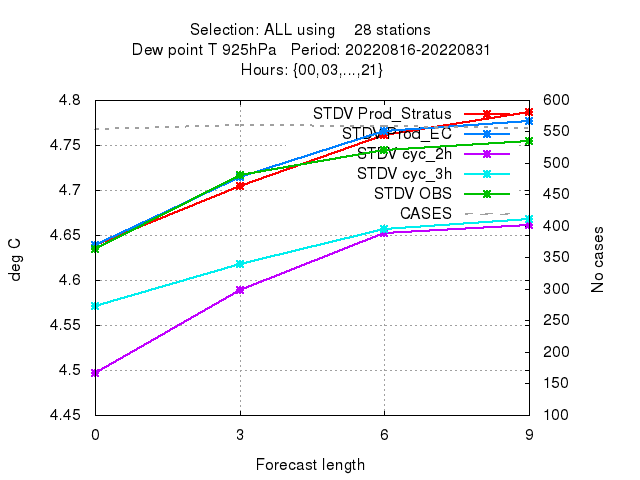 Selection: ALL using    28 stations
Dew point T 925hPa   Period: 20220816-20220831
Hours: {00,03,...,21}
4.8
4.75
4.7
4.65
4.6
4.55
4.5
4.45
600
550
500
450
400
350
300
250
200
150
100
STDV Prod_Stratus
STDV Prod_EC
STDV cyc_2h
STDV cyc_3h
STDV OBS
CASES
deg C
No cases
0 3 6 9
Forecast length